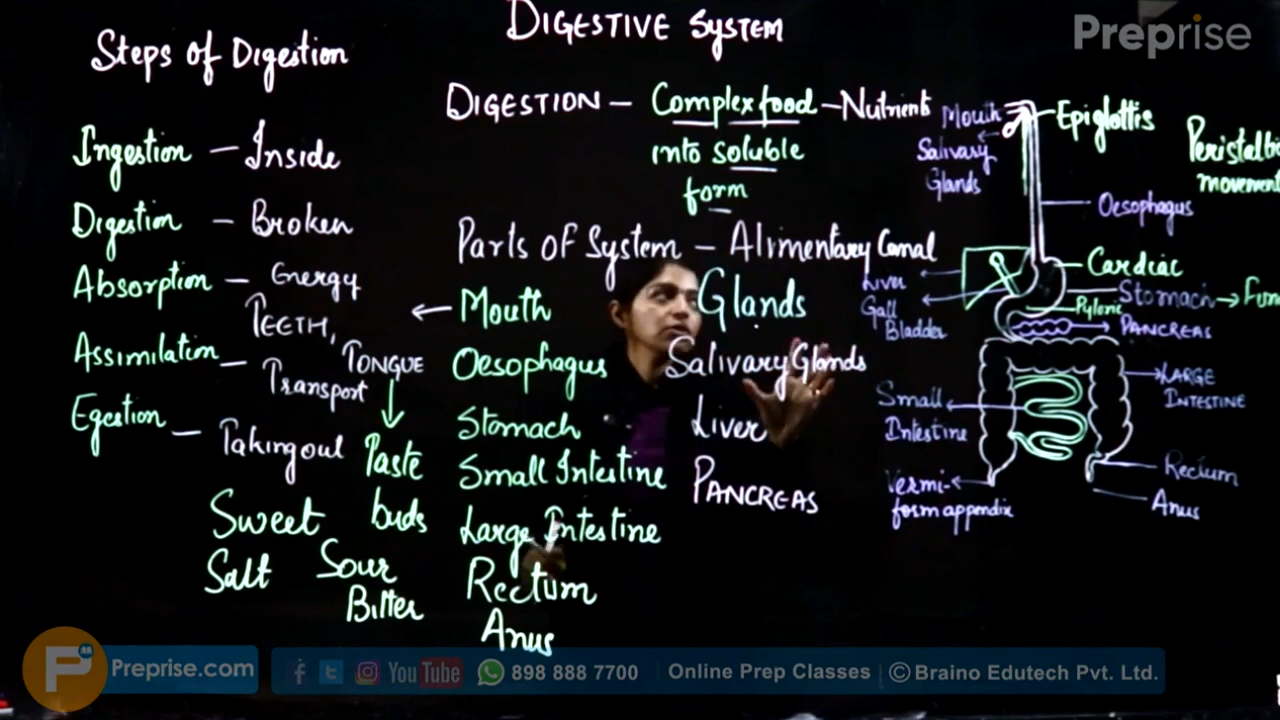 Preprise
DIGESTIVE SYSTEM
Steps of Digestion
Ingestion – Inside
Digestion – Broken
Absorption – Energy
Assimilation – Transport
Egestion – Taking out
DIGESTION – Complex food – Nutrients
into soluble
form
Parts of System – Alimentary Canal
Mouth
TEETH,
TONGUE
Paste
buds
Sweet
Salt Sour
Bitter
Oesophagus
Stomach
Small Intestine
Large Intestine
Rectum
Anus
Glands
Salivary Glands
Liver
PANCREAS
Mouth
Epiglottis
Salivary
Glands
movement
Oesophagus
Cardiac
Liver
Gall
Bladder
Stomach
Pyloric
PANCREAS
LARGE
INTESTINE
Small
Intestine
Vermi-
form appendix
Rectum
Anus
Preprise.com
YouTube
898 888 7700
Online Prep Classes
© Braino Edutech Pvt. Ltd.